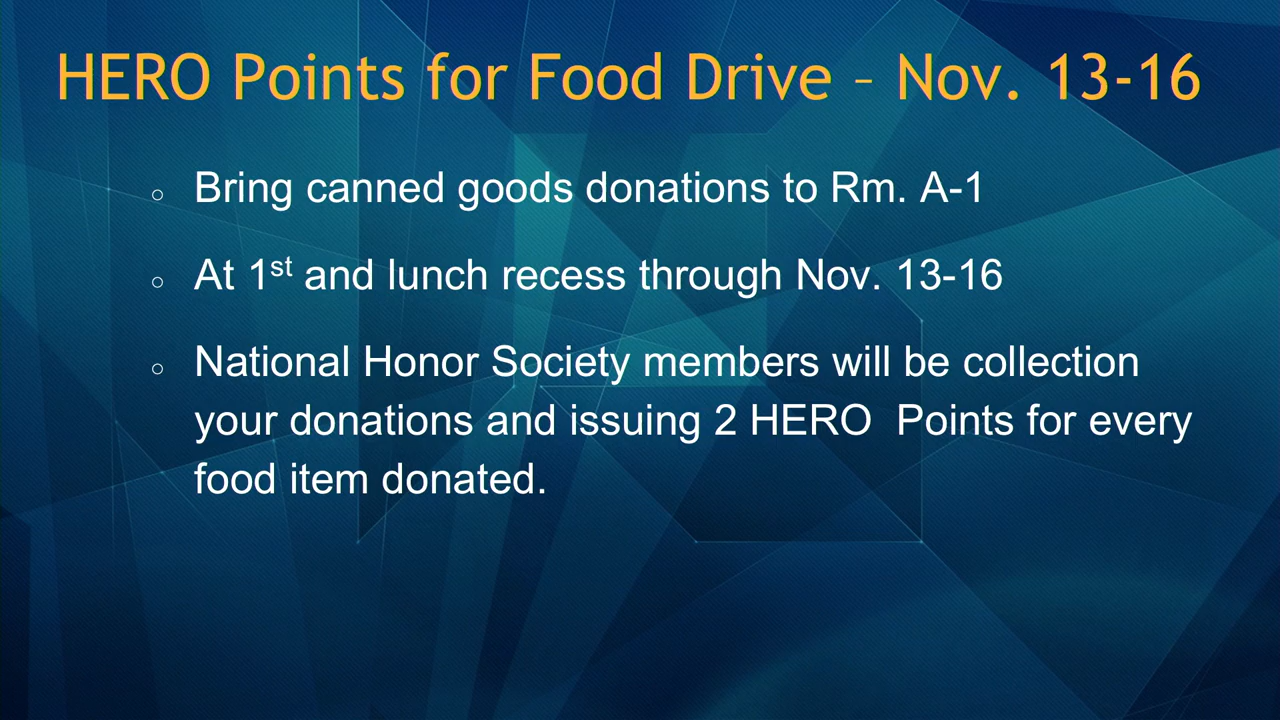 HERO Points for Food Drive – Nov. 13-16
○ Bring canned goods donations to Rm. A-1
○ At 1st and lunch recess through Nov. 13-16
○ National Honor Society members will be collection
your donations and issuing 2 HERO  Points for every
food item donated.